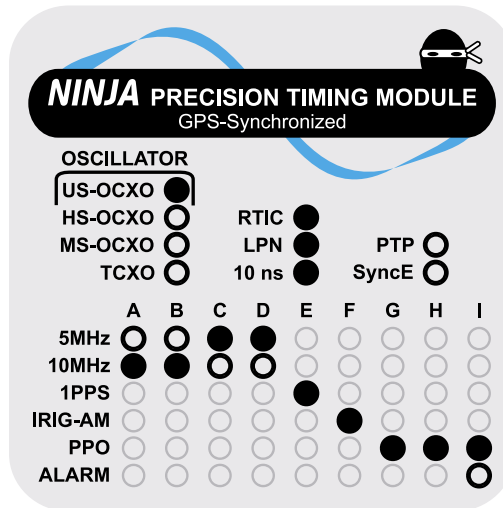 NINJA PRECISION TIMING MODULE
GPS-Synchronized
OSCILLATOR
US-OCXO
HS-OCXO RTIC
MS-OCXO LPN PTP
TCXO 10 ns SyncE
A B C D E F G H I
5MHz
10MHz
1PPS
IRIG-AM
PPO
ALARM